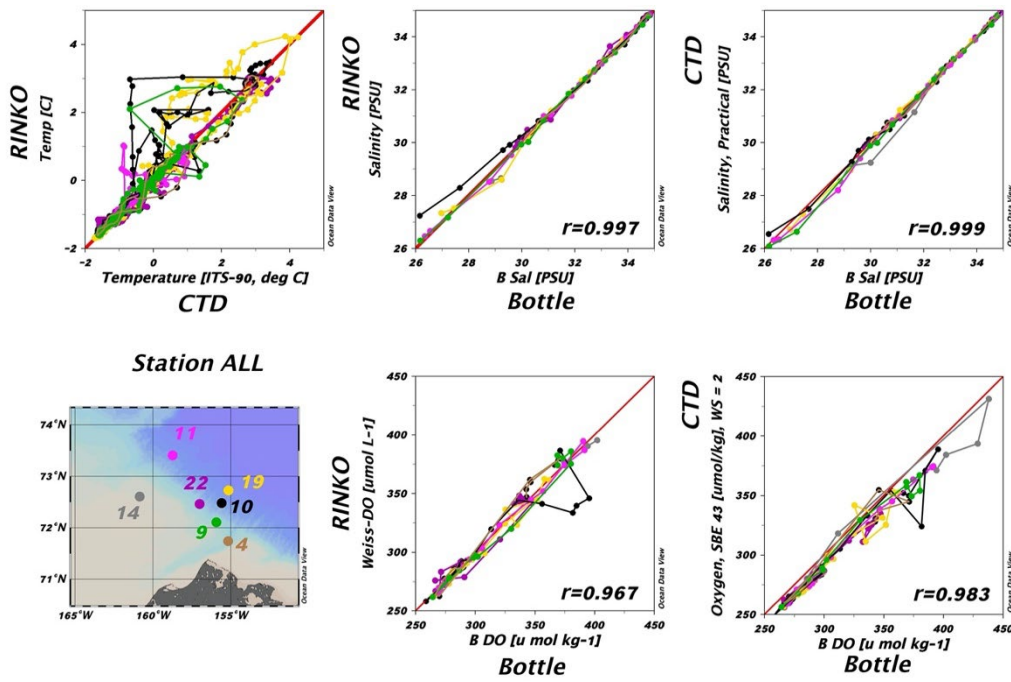 RINKO
Temp [C]
4
2
0
-2
-2
0
2
4
Temperature [ITS-90, deg C]
CTD
Ocean Data View
RINKO
Salinity [PSU]
34
32
30
28
26
26
28
30
32
34
r=0.997
B Sal [PSU]
Bottle
Ocean Data View
CTD
Salinity, Practical [PSU]
34
32
30
28
26
26
28
30
32
34
r=0.999
B Sal [PSU]
Bottle
Ocean Data View
Station ALL
74°N
73°N
72°N
71°N
165°W
160°W
155°W
11
22
19
14
10
9
4
Ocean Data View
RINKO
Weiss-DO [umol L-1]
450
400
350
300
250
250
300
350
400
450
r=0.967
B DO [u mol kg-1]
Bottle
Ocean Data View
CTD
Oxygen, SBE 43 [umol/kg], WS = 2
450
400
350
300
250
250
300
350
400
450
r=0.983
B DO [u mol kg-1]
Bottle
Ocean Data View